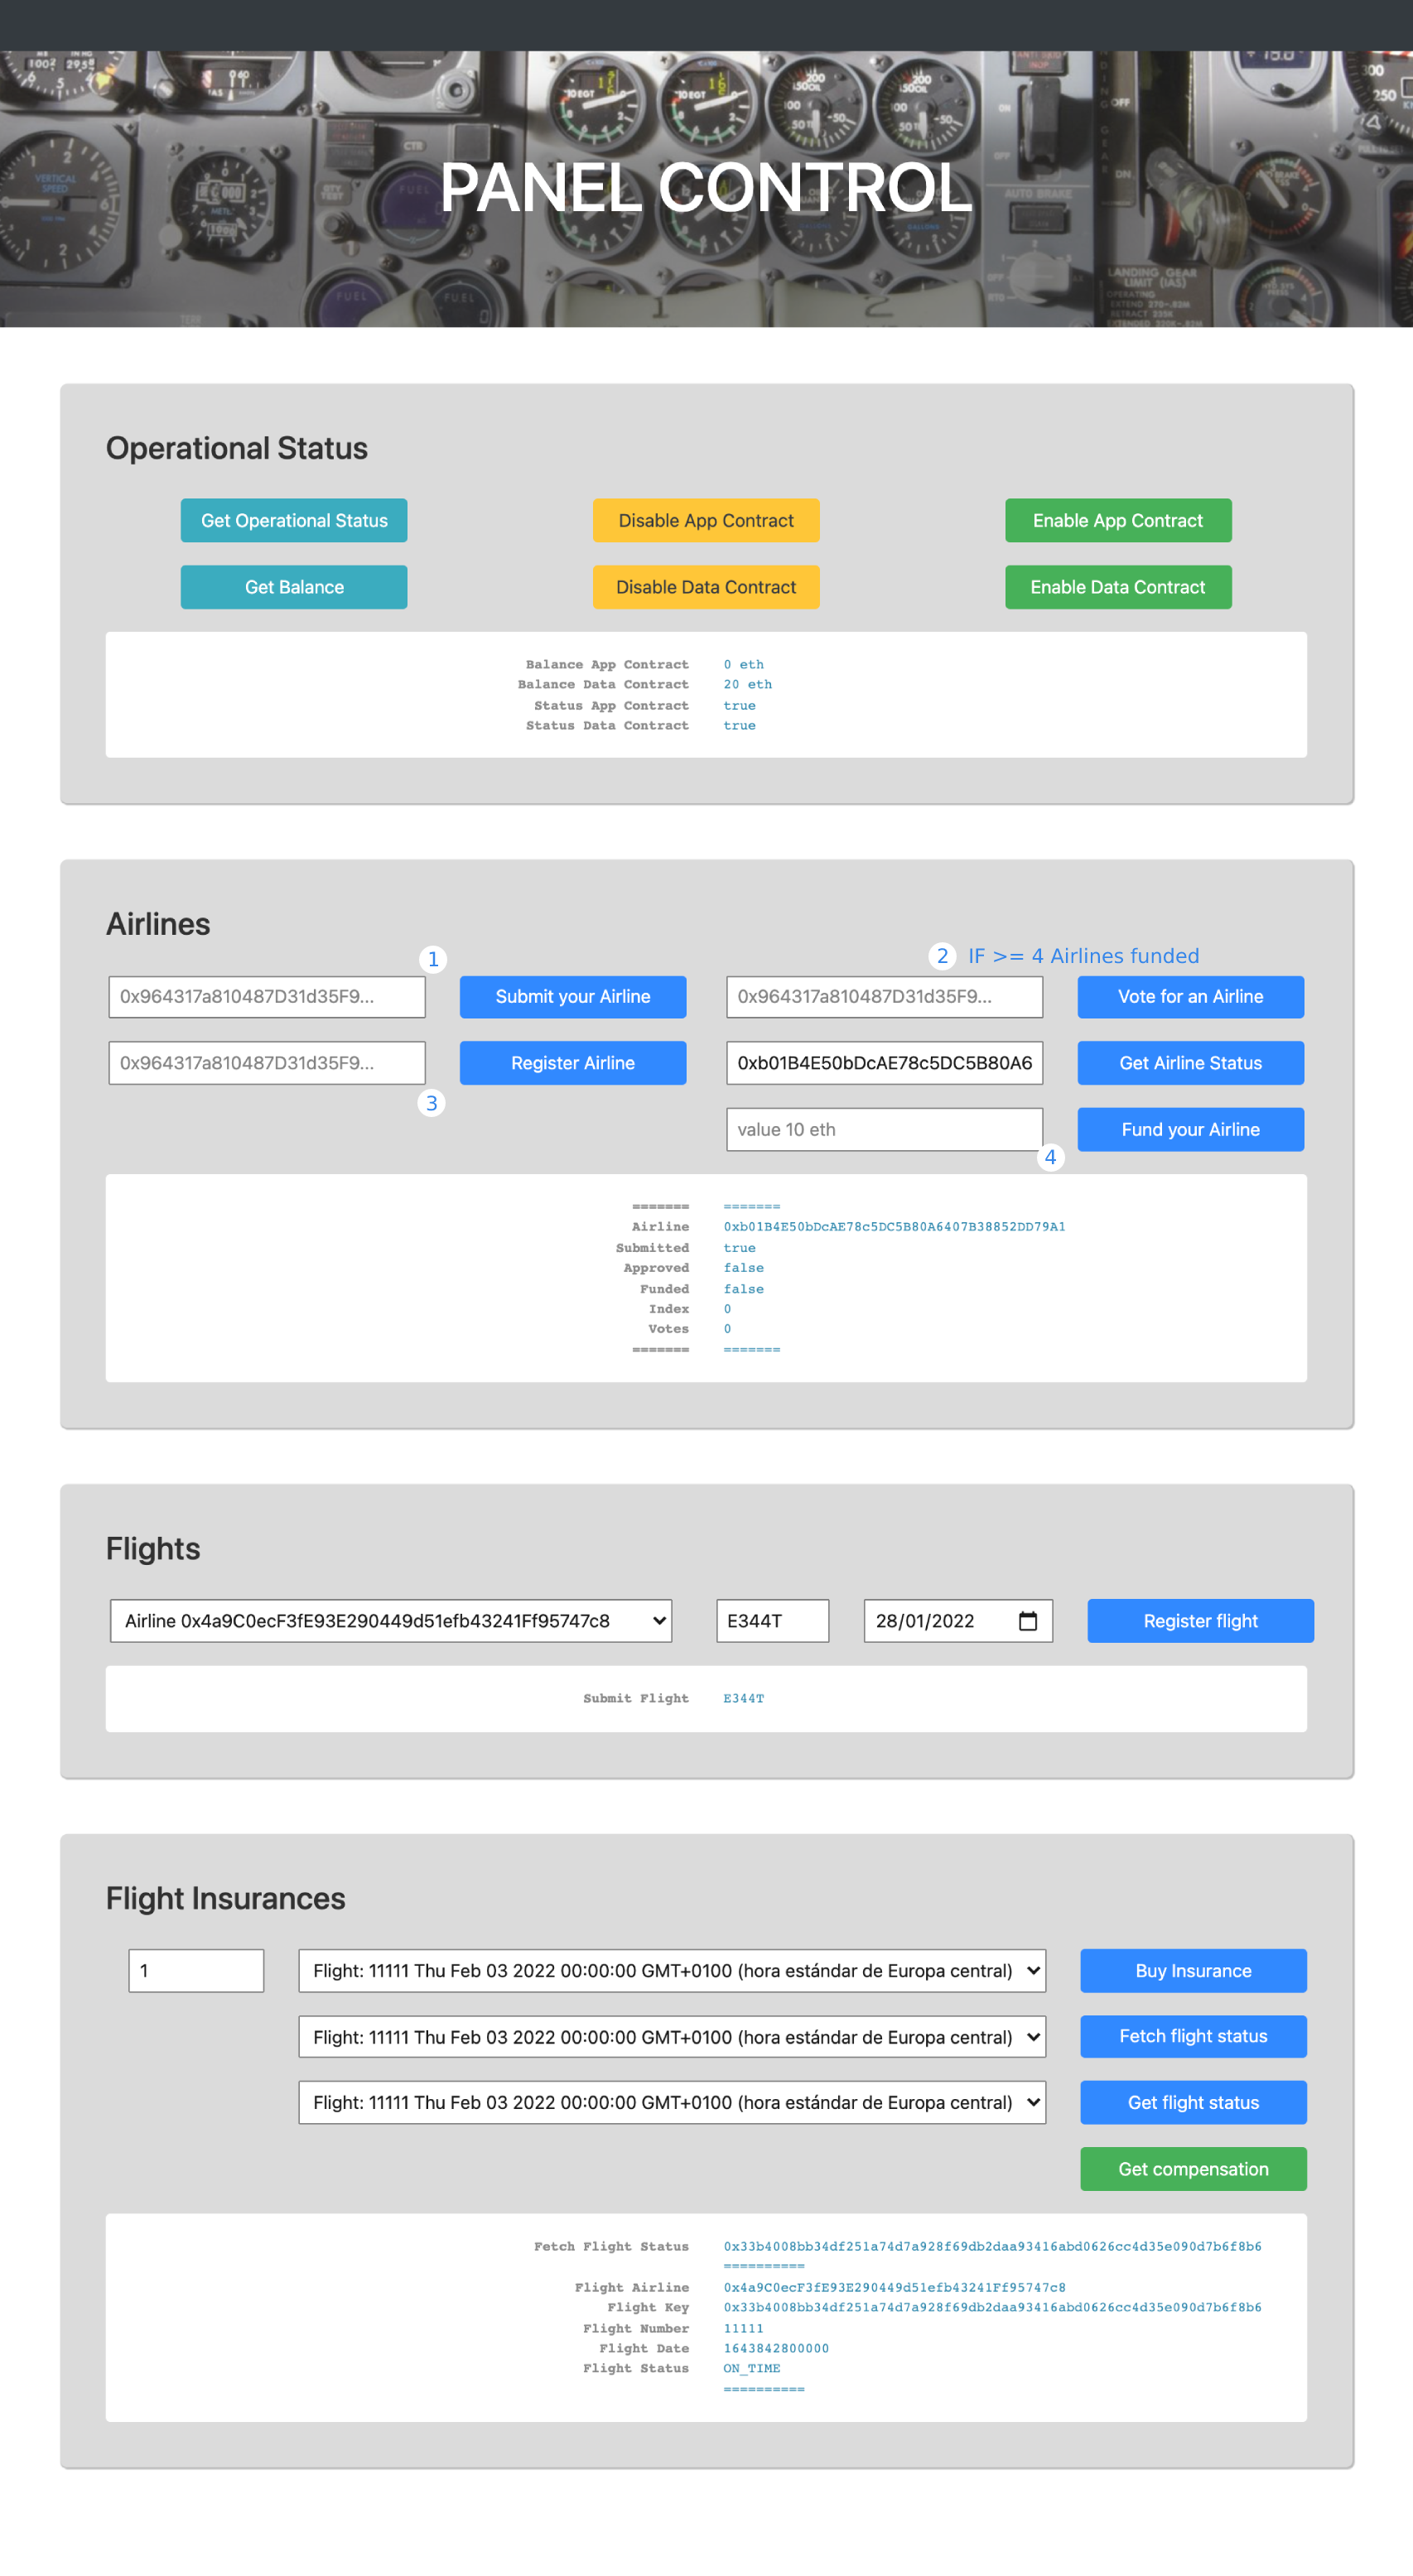 PANEL CONTROL
Operational Status
Get Operational Status Disable App Contract Enable App Contract
Get Balance Disable Data Contract Enable Data Contract
Balance App Contract 0 eth
Balance Data Contract 20 eth
Status App Contract true
Status Data Contract true
Airlines
1 2 IF >= 4 Airlines funded
0x964317a810487D31d35F9... Submit your Airline 0x964317a810487D31d35F9... Vote for an Airline
0x964317a810487D31d35F9... Register Airline 0xb01B4E50bDcAE78c5DC5B80A6 Get Airline Status
3
value 10 eth Fund your Airline
4
======= =======
Airline 0xb01B4E50bDcAE78c5DC5B80A6407B38852DD79A1
Submitted true
Approved false
Funded false
Index 0
Votes 0
======= =======
Flights
Airline 0x4a9C0ecF3fE93E290449d51efb43241Ff95747c8 E344T 28/01/2022 Register flight
Submit Flight E344T
Flight Insurances
1 Flight: 11111 Thu Feb 03 2022 00:00:00 GMT+0100 (hora estándar de Europa central) Buy Insurance
Flight: 11111 Thu Feb 03 2022 00:00:00 GMT+0100 (hora estándar de Europa central) Fetch flight status
Flight: 11111 Thu Feb 03 2022 00:00:00 GMT+0100 (hora estándar de Europa central) Get flight status
Get compensation
Fetch Flight Status 0x33b4008bb34df251a74d7a928f69db2daa93416abd0626cc4d35e090d7b6f8b6
==========
Flight Airline 0x4a9C0ecF3fE93E290449d51efb43241Ff95747c8
Flight Key 0x33b4008bb34df251a74d7a928f69db2daa93416abd0626cc4d35e090d7b6f8b6
Flight Number 11111
Flight Date 1643842800000
Flight Status ON_TIME
==========